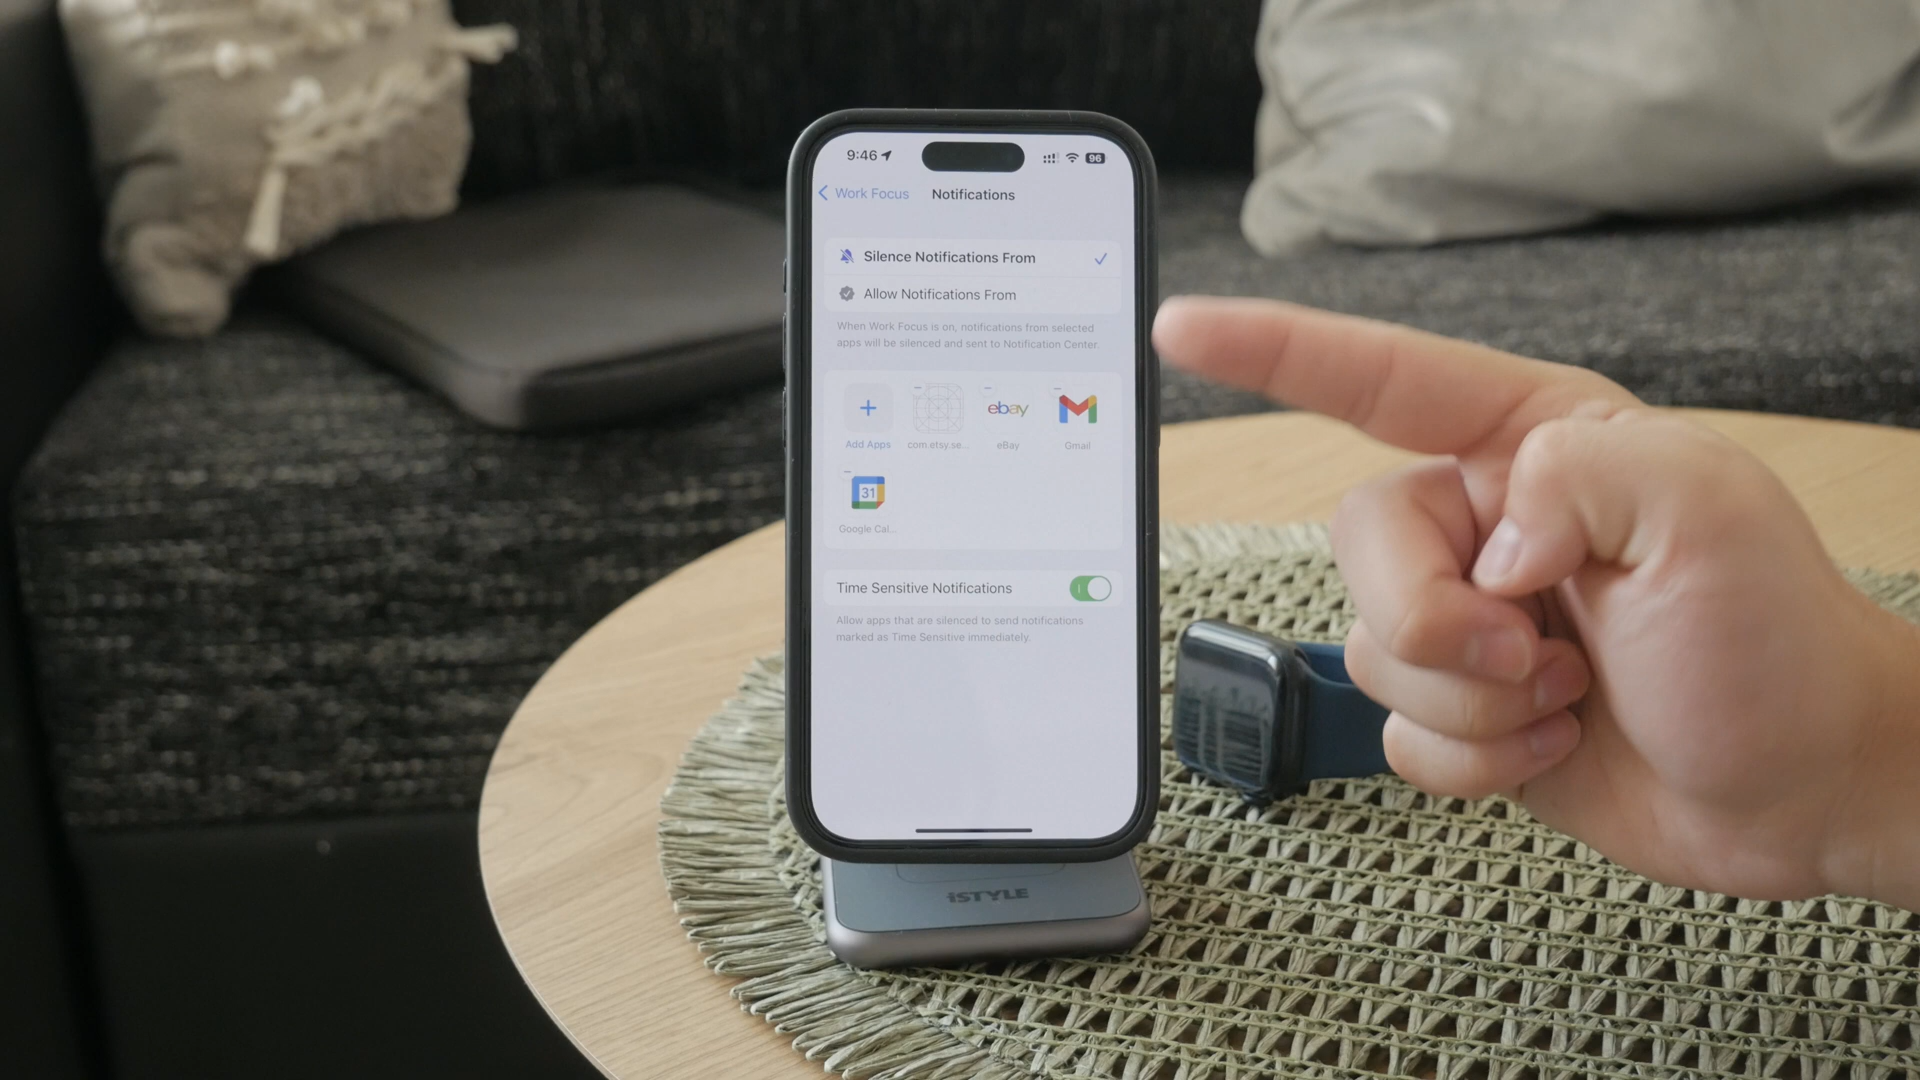 9:46
96
Work Focus Notifications
Silence Notifications From
Allow Notifications From
When Work Focus is on, notifications from selected
apps will be silenced and sent to Notification Center.
Add Apps com.etsy.se... eBay Gmail
ebay
31
Google Cal...
Time Sensitive Notifications
Allow apps that are silenced to send notifications
marked as Time Sensitive immediately.
iSTYLE